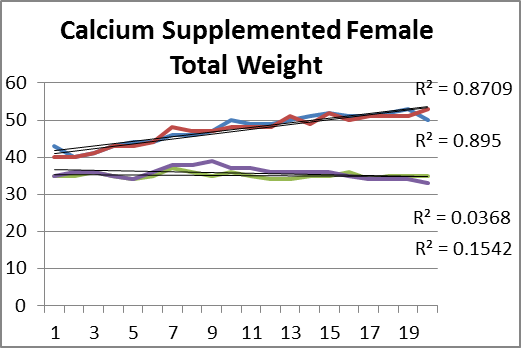 Calcium Supplemented Female
Total Weight
60
50
40
30
20
10
0
1 3 5 7 9 11 13 15 17 19
R² = 0.8709
R² = 0.895
R² = 0.0368
R² = 0.1542